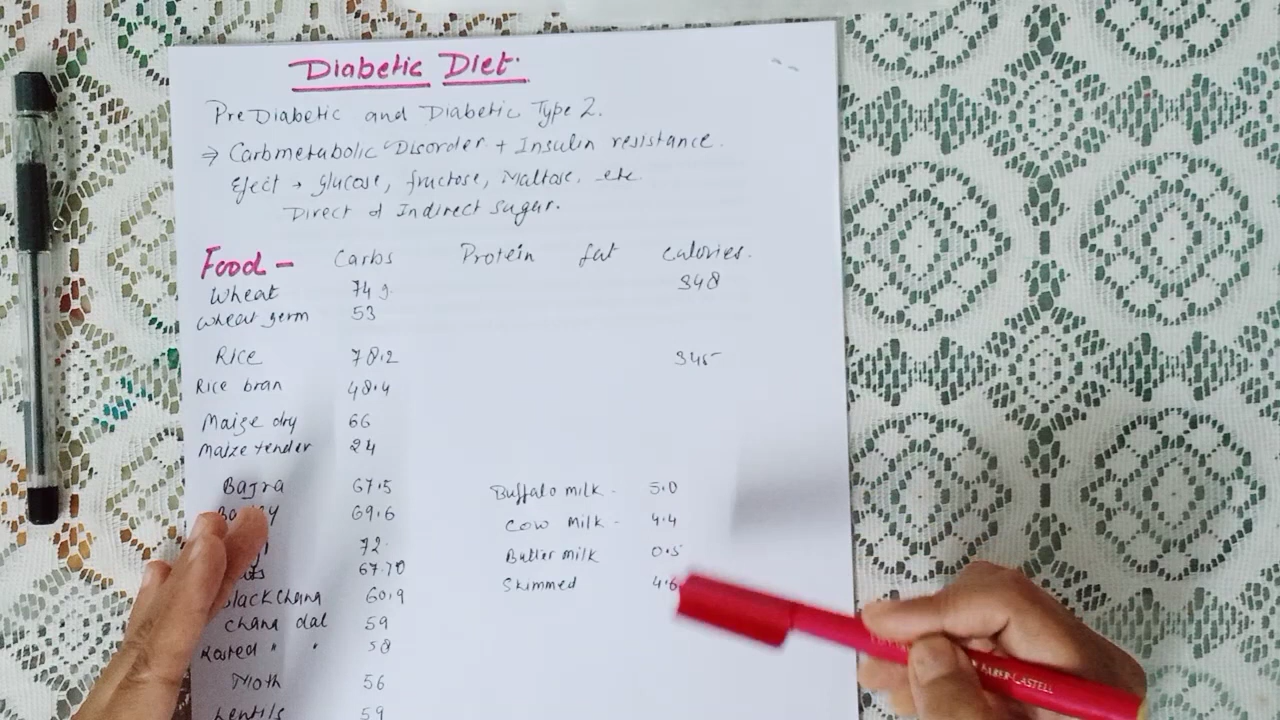 Diabetic Diet.
Pre Diabetic and Diabetic Type 2.
⇒ Carbmetabolic Disorder + Insulin resistance.
Efect → glucose, fructose, Maltose, etc.
Direct & Indirect sugar.
Food – Carbs Protein fat calories.
Wheat 74 g 348
wheat germ 53
Rice 78.2 345
Rice bran 48.4
Maize dry 66
Maize tender 24
Bajra 67.5 Buffalo milk - 5.0
69.6 Cow milk - 4.4
72. Butter milk 0.5
67.70 Skimmed 4.6
Black chana 60.9
chana dal 59
Rosted " " 58
Moth 56
Lentils 59
FABER-CASTELL